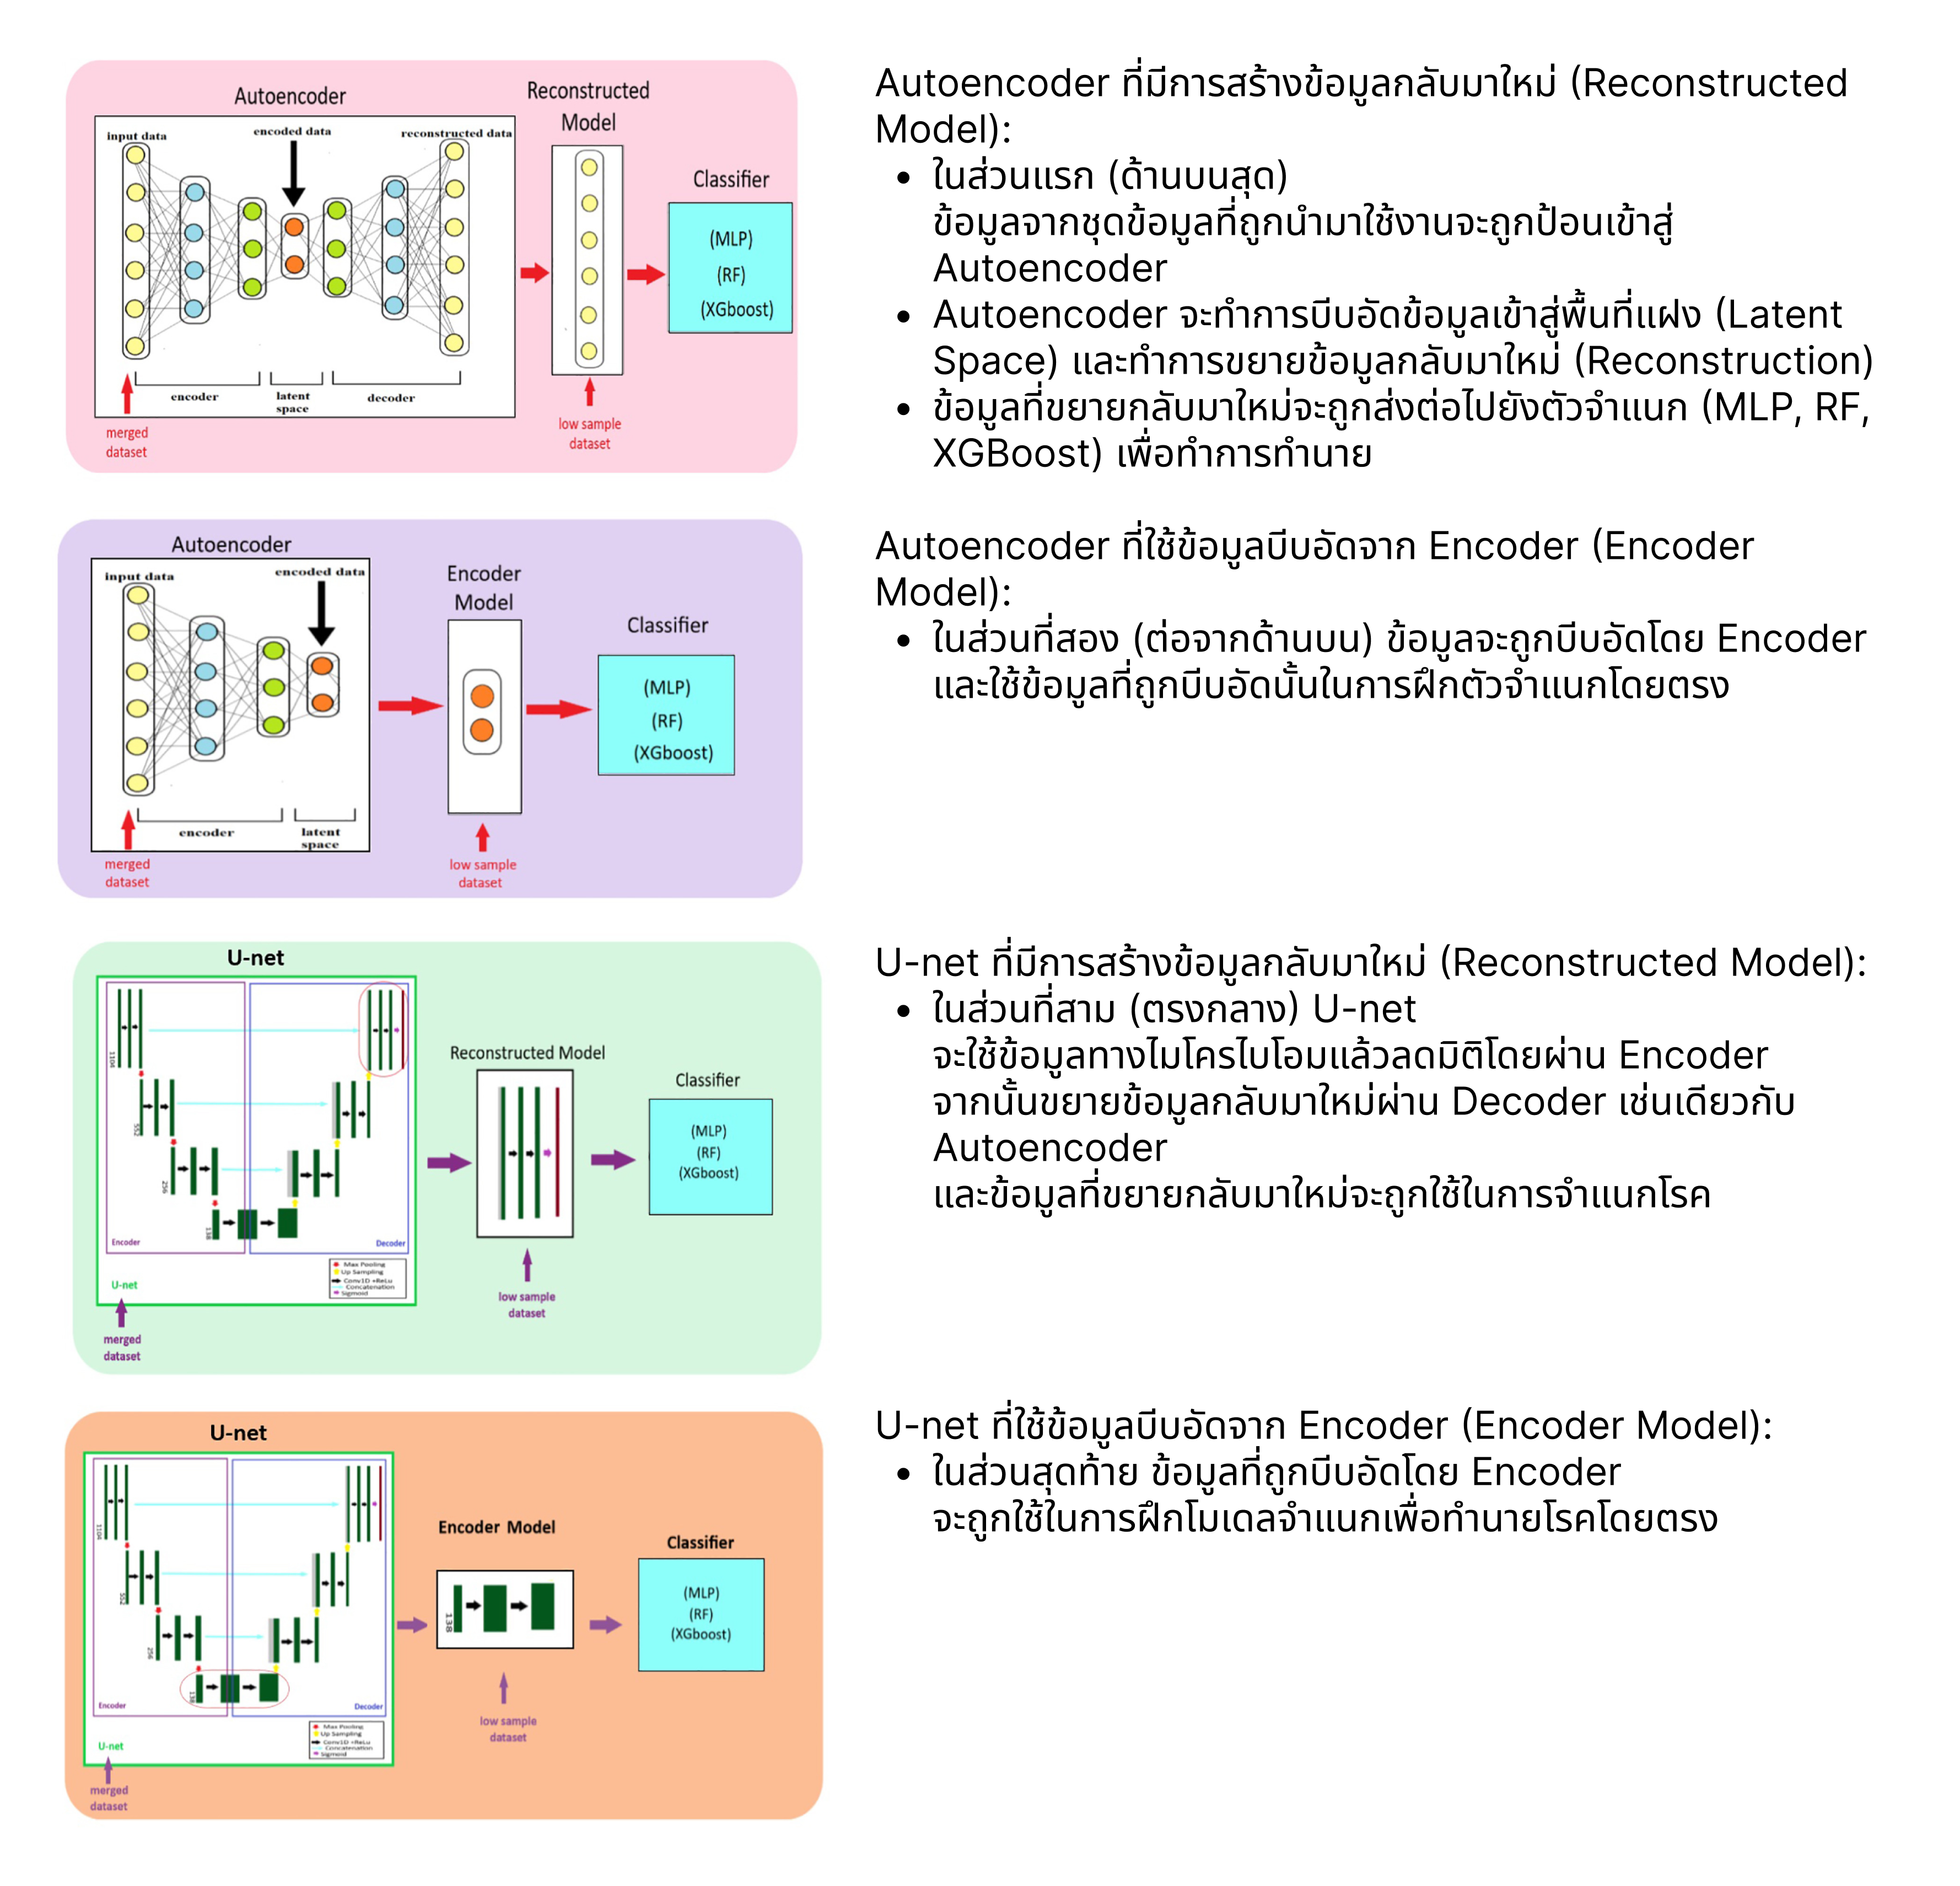 Autoencoder
input data
encoded data
reconstructed data
encoder
latent
space
decoder
merged
dataset
Reconstructed
Model
low sample
dataset
Classifier
(MLP)
(RF)
(XGboost)
Autoencoder ที่มีการสร้างข้อมูลกลับมาใหม่ (Reconstructed
Model):
• ในส่วนแรก (ด้านบนสุด)
ข้อมูลจากชุดข้อมูลที่ถูกนำมาใช้งานจะถูกป้อนเข้าสู่
Autoencoder
• Autoencoder จะทำการบีบอัดข้อมูลเข้าสู่พื้นที่แฝง (Latent
Space) และทำการขยายข้อมูลกลับมาใหม่ (Reconstruction)
• ข้อมูลที่ขยายกลับมาใหม่จะถูกส่งต่อไปยังตัวจำแนก (MLP, RF,
XGBoost) เพื่อทำการทำนาย
Autoencoder
input data
encoded data
encoder
latent
space
merged
dataset
Encoder
Model
low sample
dataset
Classifier
(MLP)
(RF)
(XGboost)
Autoencoder ที่ใช้ข้อมูลบีบอัดจาก Encoder (Encoder
Model):
• ในส่วนที่สอง (ต่อจากด้านบน) ข้อมูลจะถูกบีบอัดโดย Encoder
และใช้ข้อมูลที่ถูกบีบอัดนั้นในการฝึกตัวจำแนกโดยตรง
U-net
1104
552
256
138
Encoder
Decoder
Max Pooling
Up Sampling
Conv1D +ReLu
Concatenation
Sigmoid
U-net
merged
dataset
Reconstructed Model
low sample
dataset
Classifier
(MLP)
(RF)
(XGboost)
U-net ที่มีการสร้างข้อมูลกลับมาใหม่ (Reconstructed Model):
• ในส่วนที่สาม (ตรงกลาง) U-net
จะใช้ข้อมูลทางไมโครไบโอมแล้วลดมิติโดยผ่าน Encoder
จากนั้นขยายข้อมูลกลับมาใหม่ผ่าน Decoder เช่นเดียวกับ
Autoencoder
และข้อมูลที่ขยายกลับมาใหม่จะถูกใช้ในการจำแนกโรค
U-net
1104
552
256
138
Encoder
Decoder
Max Pooling
Up Sampling
Conv1D +ReLu
Concatenation
Sigmoid
U-net
merged
dataset
Encoder Model
138
low sample
dataset
Classifier
(MLP)
(RF)
(XGboost)
U-net ที่ใช้ข้อมูลบีบอัดจาก Encoder (Encoder Model):
• ในส่วนสุดท้าย ข้อมูลที่ถูกบีบอัดโดย Encoder
จะถูกใช้ในการฝึกโมเดลจำแนกเพื่อทำนายโรคโดยตรง